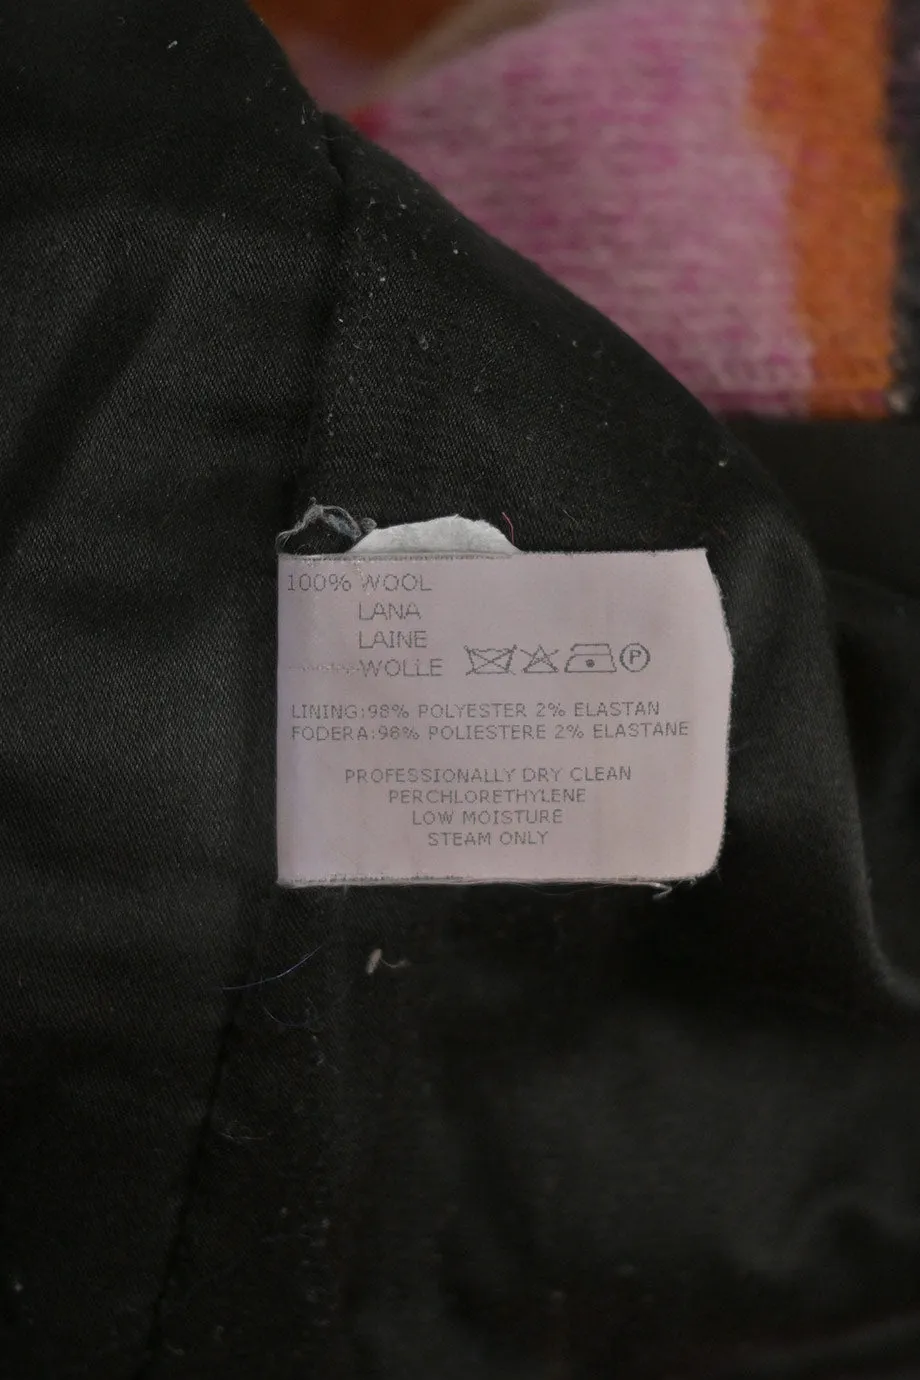 100% WOOL
LANA
LAINE
WOLLE
P
LINING:98% POLYESTER 2% ELASTAN
FODERA:98% POLIESTERE 2% ELASTANE
PROFESSIONALLY DRY CLEAN
PERCHLORETHYLENE
LOW MOISTURE
STEAM ONLY